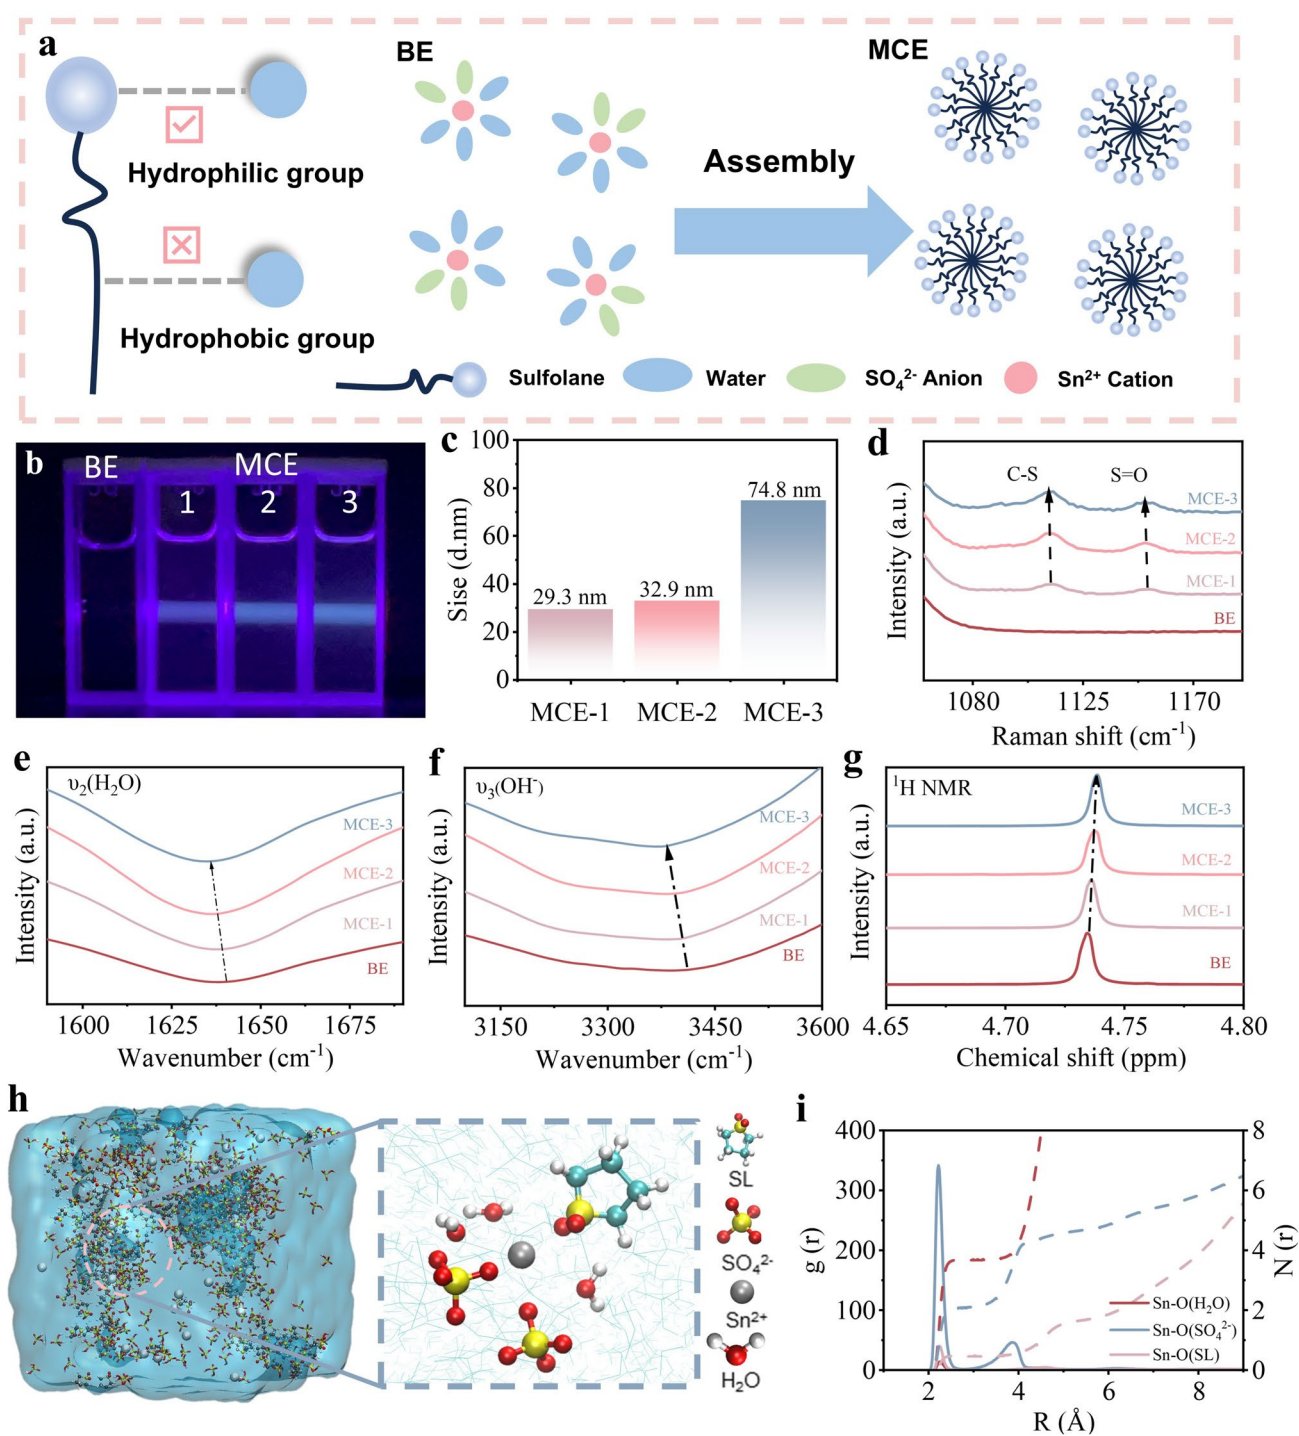 a
BE
MCE
Hydrophilic group
Assembly
Hydrophobic group
Sulfolane
Water
SO₄²⁻ Anion
Sn²⁺ Cation
b
BE
MCE
1
2
3
c
100
80
60
40
20
0
Sise (d.nm)
29.3 nm
32.9 nm
74.8 nm
MCE-1
MCE-2
MCE-3
d
Intensity (a.u.)
C-S
S=O
MCE-3
MCE-2
MCE-1
BE
1080
1125
1170
Raman shift (cm⁻¹)
e
υ₂(H₂O)
Intensity (a.u.)
MCE-3
MCE-2
MCE-1
BE
1600
1625
1650
1675
Wavenumber (cm⁻¹)
f
υ₃(OH⁻)
Intensity (a.u.)
MCE-3
MCE-2
MCE-1
BE
3150
3300
3450
3600
Wavenumber (cm⁻¹)
g
¹H NMR
Intensity (a.u.)
MCE-3
MCE-2
MCE-1
BE
4.65
4.70
4.75
4.80
Chemical shift (ppm)
h
SL
SO₄²⁻
Sn²⁺
H₂O
i
400
300
200
100
0
g (r)
8
6
4
2
0
N (r)
Sn-O(H₂O)
Sn-O(SO₄²⁻)
Sn-O(SL)
2
4
6
8
R (Å)